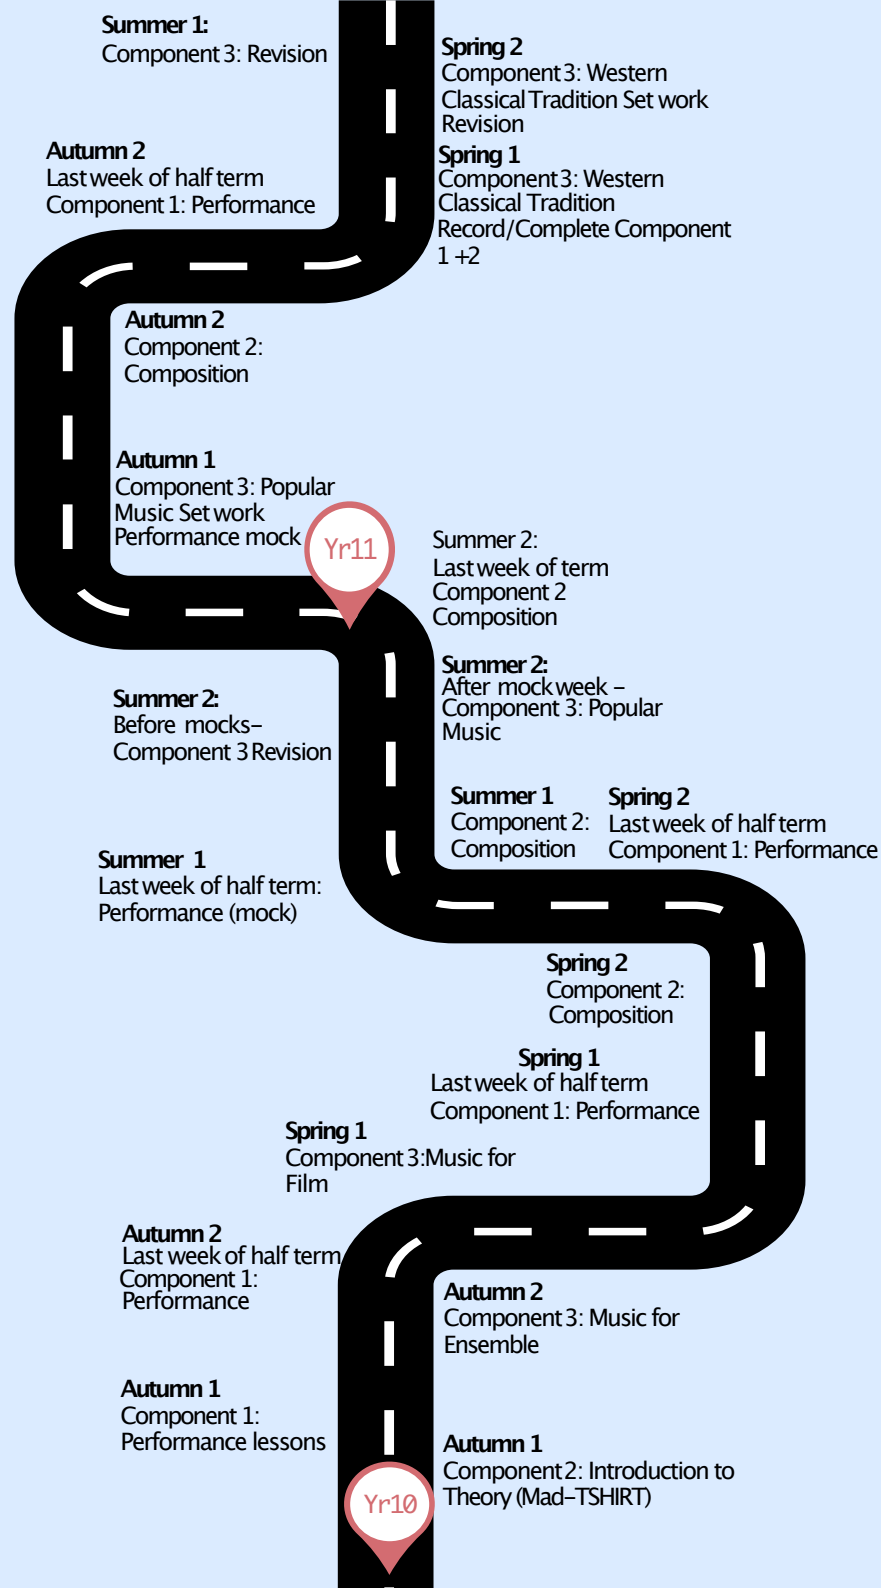 Summer 1:
Component 3: Revision
Spring 2
Component 3: Western
Classical Tradition Set work
Revision
Autumn 2
Last week of half term
Component 1: Performance
Spring 1
Component 3: Western
Classical Tradition
Record/Complete Component
1 +2
Autumn 2
Component 2:
Composition
Autumn 1
Component 3: Popular
Music Set work
Performance mock
Yr11
Summer 2:
Last week of term
Component 2
Composition
Summer 2:
After mock week –
Component 3: Popular
Music
Summer 2:
Before mocks–
Component 3 Revision
Summer 1
Component 2:
Composition
Spring 2
Last week of half term
Component 1: Performance
Summer 1
Last week of half term:
Performance (mock)
Spring 2
Component 2:
Composition
Spring 1
Last week of half term
Component 1: Performance
Spring 1
Component 3:Music for
Film
Autumn 2
Last week of half term
Component 1:
Performance
Autumn 2
Component 3: Music for
Ensemble
Autumn 1
Component 1:
Performance lessons
Autumn 1
Component 2: Introduction to
Theory (Mad–TSHIRT)
Yr10